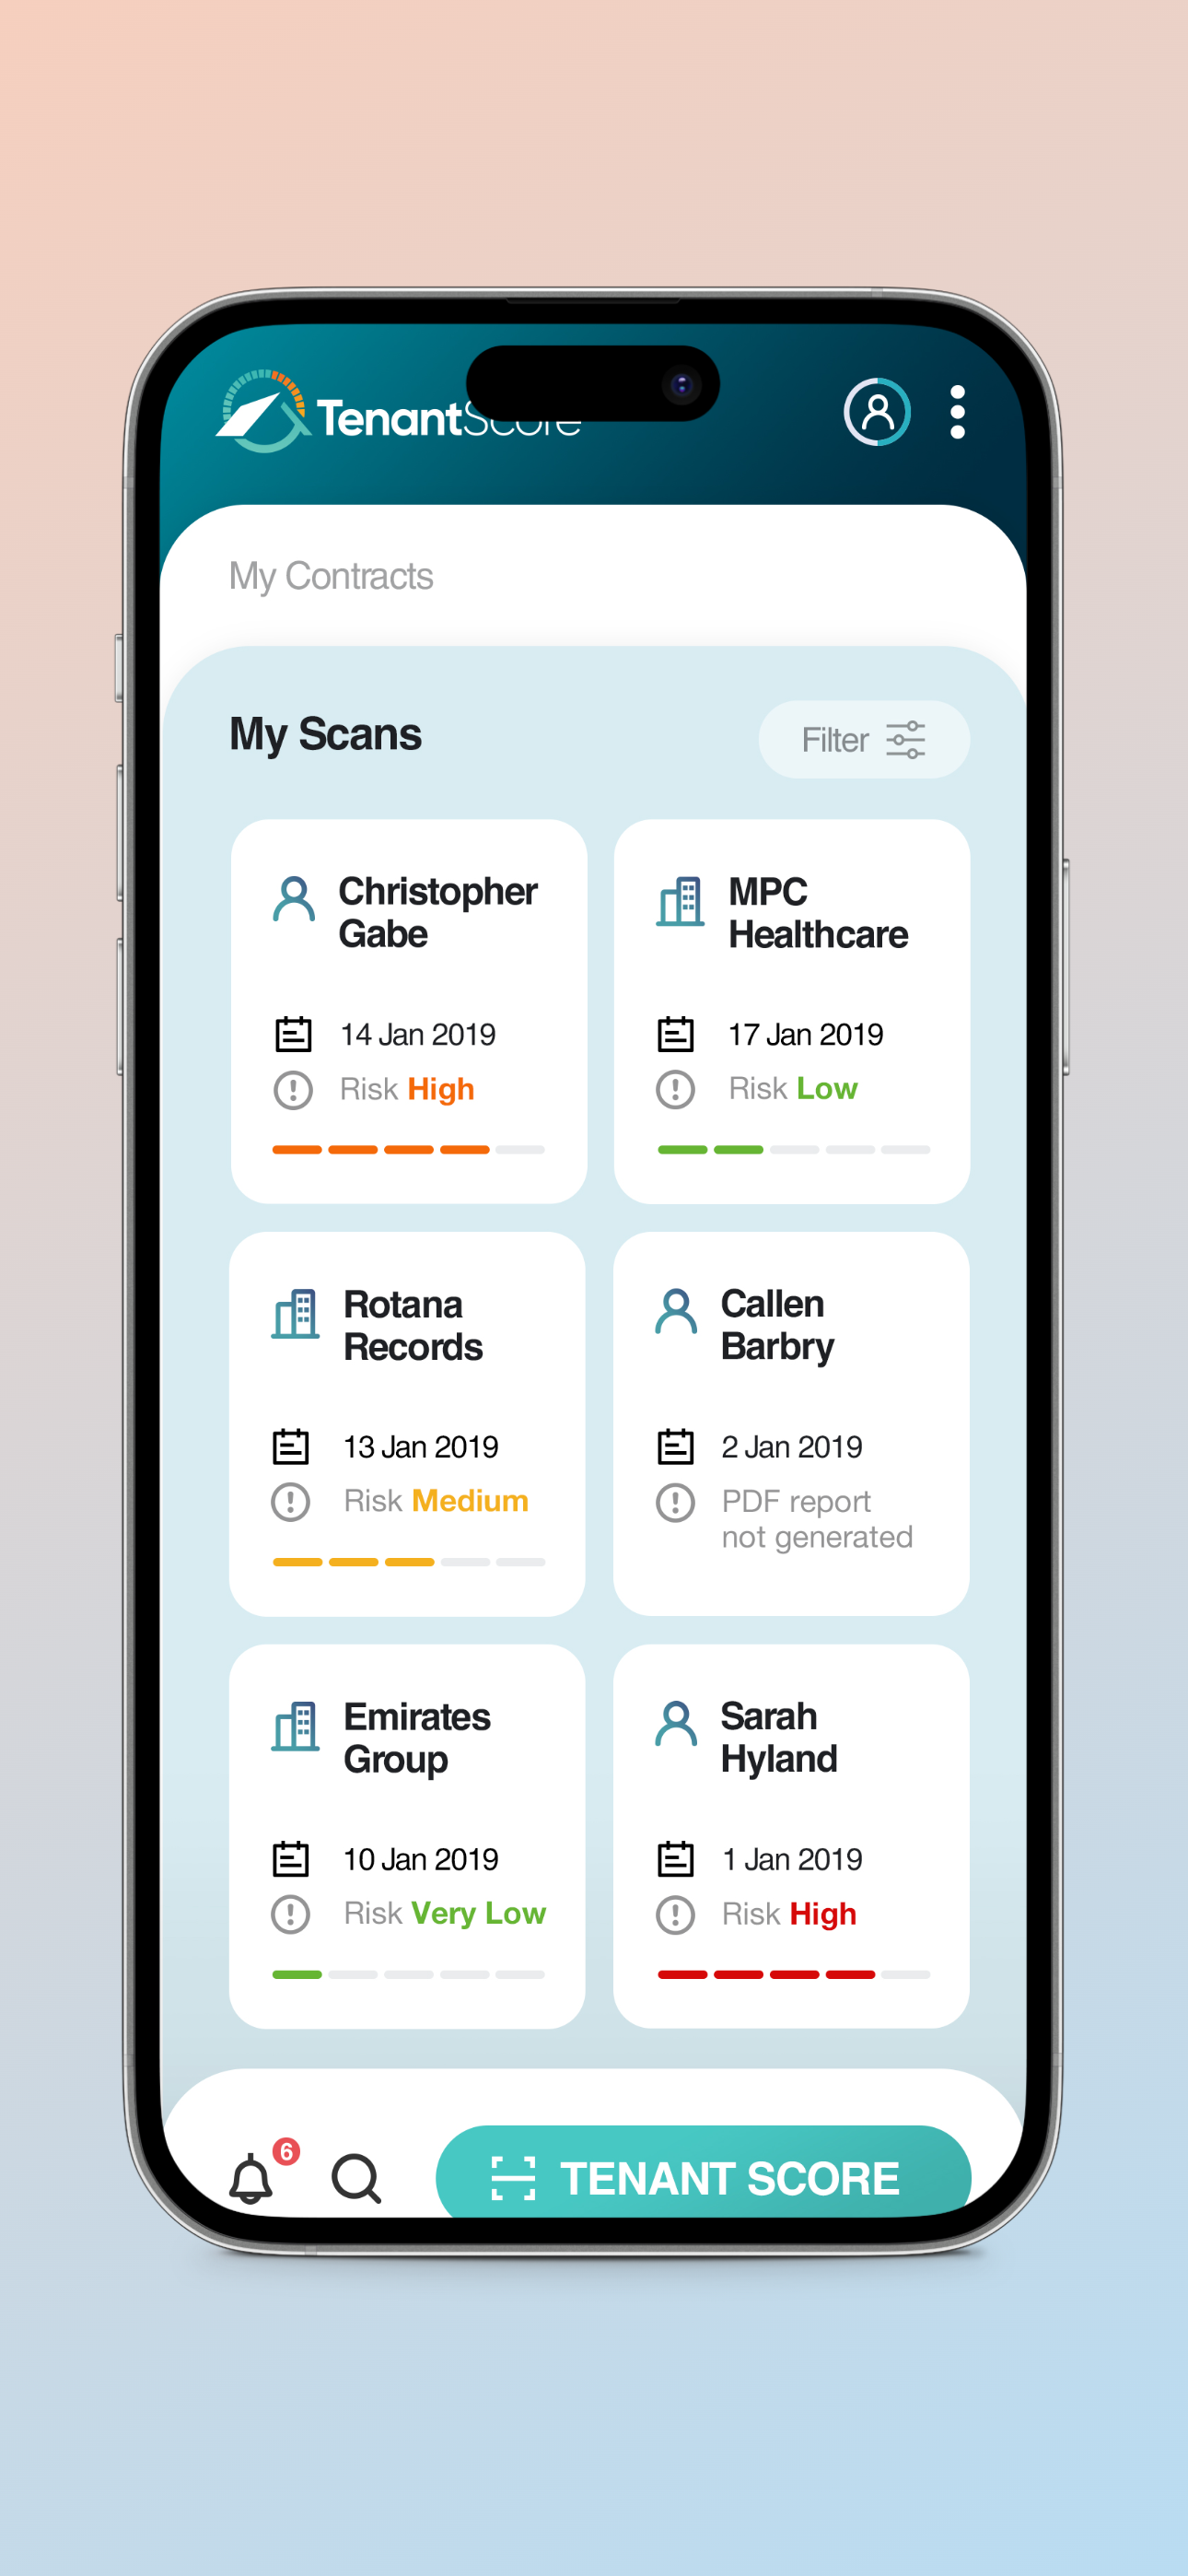 TenantScore
My Contracts
My Scans
Filter
Christopher
Gabe
14 Jan 2019
Risk High
MPC
Healthcare
17 Jan 2019
Risk Low
Rotana
Records
13 Jan 2019
Risk Medium
Callen
Barbry
2 Jan 2019
PDF report
not generated
Emirates
Group
10 Jan 2019
Risk Very Low
Sarah
Hyland
1 Jan 2019
Risk High
6
TENANT SCORE